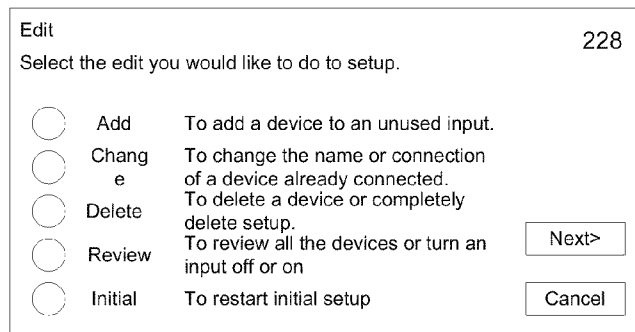 Edit
228
Select the edit you would like to do to setup.
Add To add a device to an unused input.
Chang To change the name or connection
e of a device already connected.
Delete To delete a device or completely
delete setup.
Review To review all the devices or turn an
input off or on
Next>
Initial To restart initial setup
Cancel